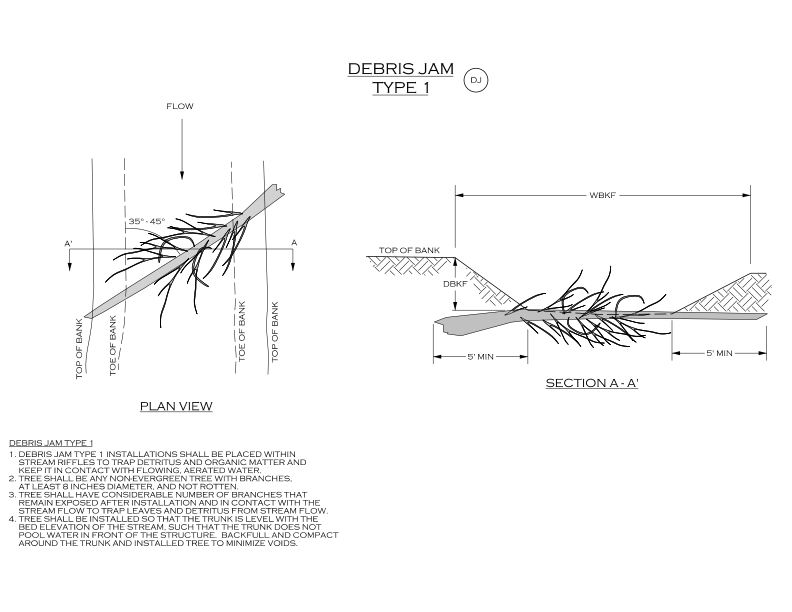 DEBRIS JAM
TYPE 1
DJ
FLOW
35° - 45°
A'
A
TOP OF BANK
TOE OF BANK
TOE OF BANK
TOP OF BANK
PLAN VIEW
WBKF
TOP OF BANK
DBKF
5' MIN
5' MIN
SECTION A - A'
DEBRIS JAM TYPE 1
1. DEBRIS JAM TYPE 1 INSTALLATIONS SHALL BE PLACED WITHIN
STREAM RIFFLES TO TRAP DETRITUS AND ORGANIC MATTER AND
KEEP IT IN CONTACT WITH FLOWING, AERATED WATER.
2. TREE SHALL BE ANY NON-EVERGREEN TREE WITH BRANCHES,
AT LEAST 8 INCHES DIAMETER, AND NOT ROTTEN.
3. TREE SHALL HAVE CONSIDERABLE NUMBER OF BRANCHES THAT
REMAIN EXPOSED AFTER INSTALLATION AND IN CONTACT WITH THE
STREAM FLOW TO TRAP LEAVES AND DETRITUS FROM STREAM FLOW.
4. TREE SHALL BE INSTALLED SO THAT THE TRUNK IS LEVEL WITH THE
BED ELEVATION OF THE STREAM, SUCH THAT THE TRUNK DOES NOT
POOL WATER IN FRONT OF THE STRUCTURE. BACKFULL AND COMPACT
AROUND THE TRUNK AND INSTALLED TREE TO MINIMIZE VOIDS.